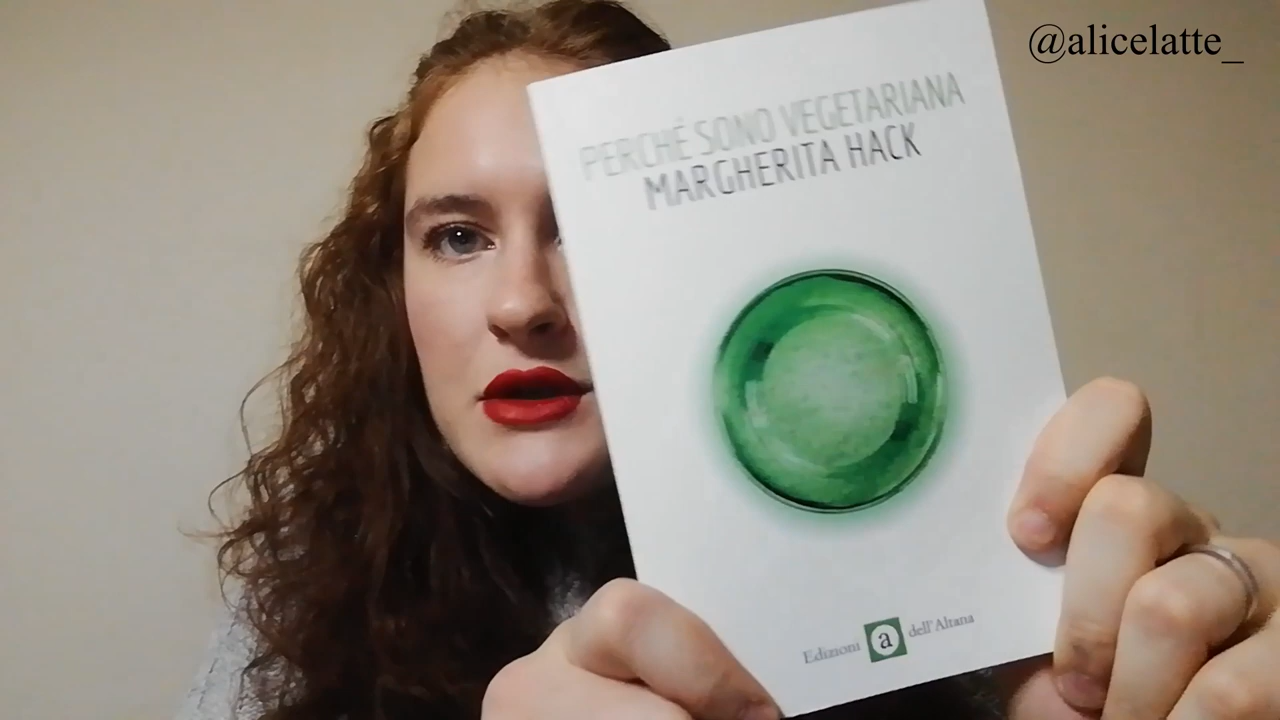 @alicelatte_
PERCHÉ SONO VEGETARIANA
MARGHERITA HACK
Edizioni a dell'Altana